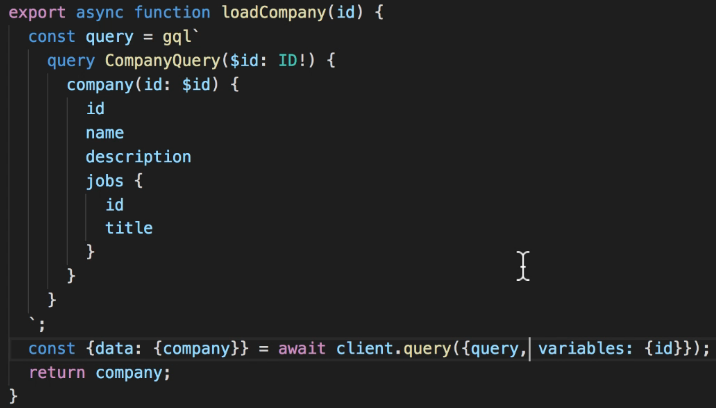 export async function loadCompany(id) {
const query = gql`
query CompanyQuery($id: ID!) {
company(id: $id) {
id
name
description
jobs {
id
title
}
}
}
`;
const {data: {company}} = await client.query({query, variables: {id}});
return company;
}